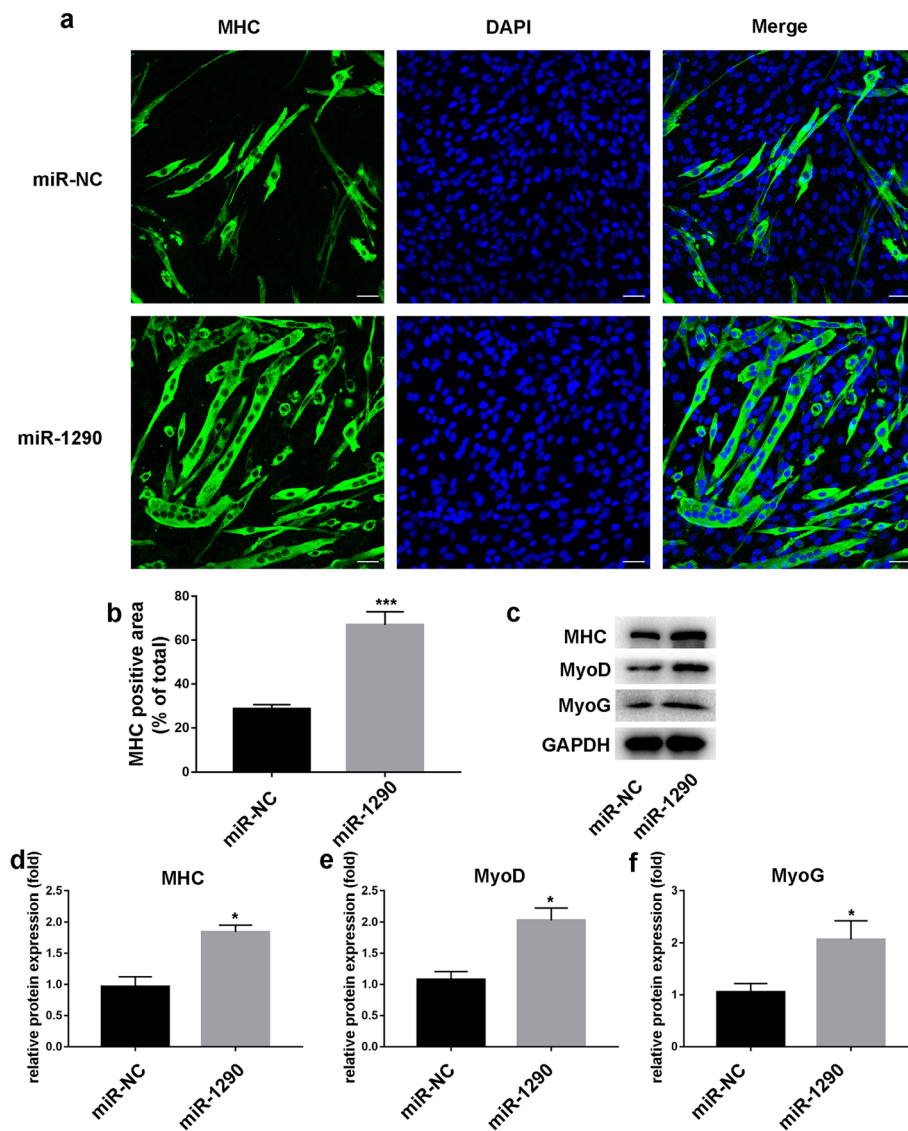 a
MHC
DAPI
Merge
miR-NC
miR-1290
b
MHC positive area
(% of total)
80
60
40
20
0
***
miR-NC
miR-1290
c
MHC
MyoD
MyoG
GAPDH
miR-NC
miR-1290
d
MHC
relative protein expression (fold)
2.5
2.0
1.5
1.0
0.5
0.0
*
miR-NC
miR-1290
e
MyoD
relative protein expression (fold)
2.5
2.0
1.5
1.0
0.5
0.0
*
miR-NC
miR-1290
f
MyoG
relative protein expression (fold)
3
2
1
0
*
miR-NC
miR-1290